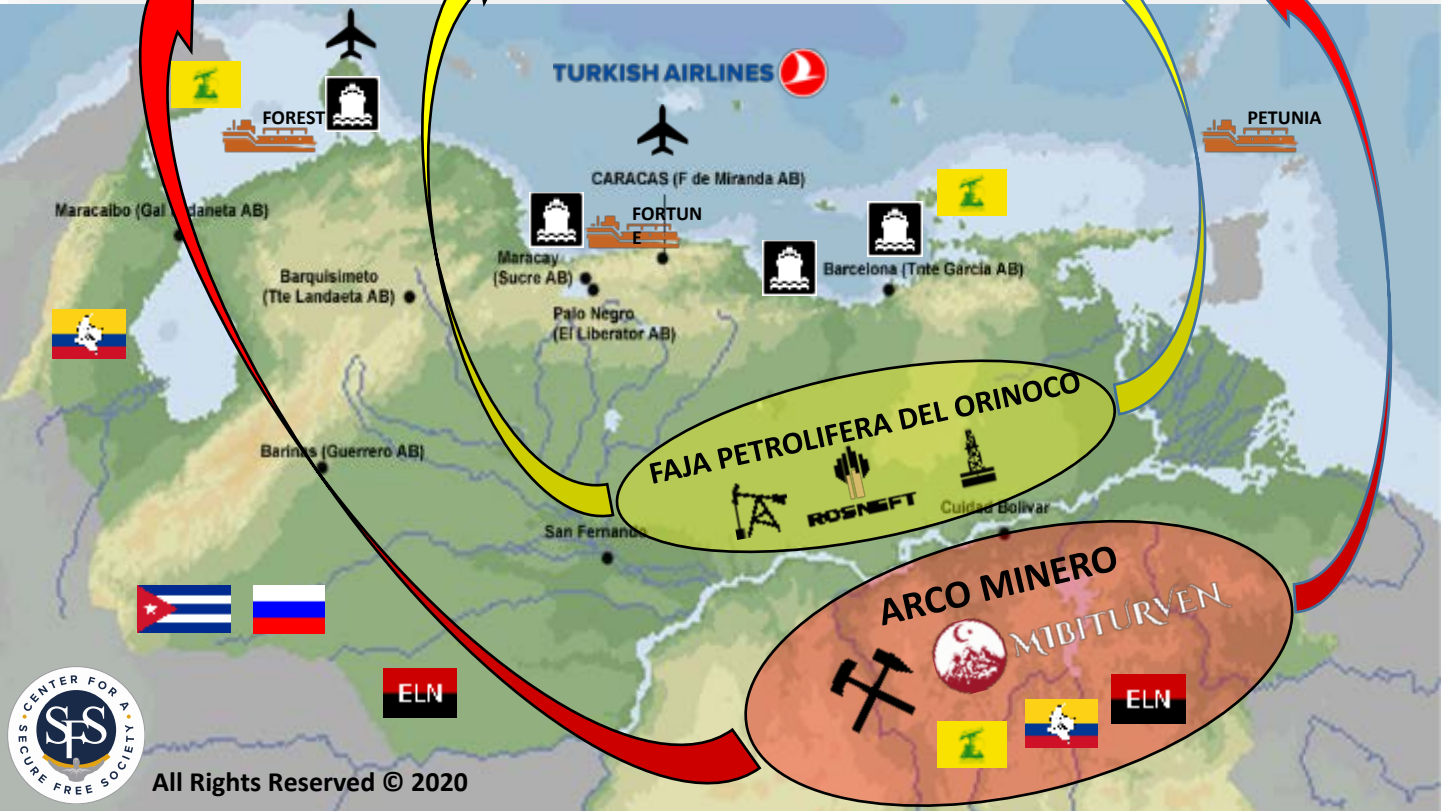 TURKISH AIRLINES
FOREST
PETUNIA
CARACAS (F de Miranda AB)
Maracaibo (Gal daneta AB)
FORTUN
E
Maracay
(Sucre AB)
Barcelona (Tnte Garcia AB)
Barquisimeto
(Tte Landaeta AB)
Palo Negro
(El Liberator AB)
FAJA PETROLIFERA DEL ORINOCO
Barinas (Guerrero AB)
ROSNEFT
Cuidad Bolivar
San Fernando
ARCO MINERO
MIBITURVEN
ELN
ELN
CENTER FOR A
SFS
SECURE FREE SOCIETY
All Rights Reserved © 2020